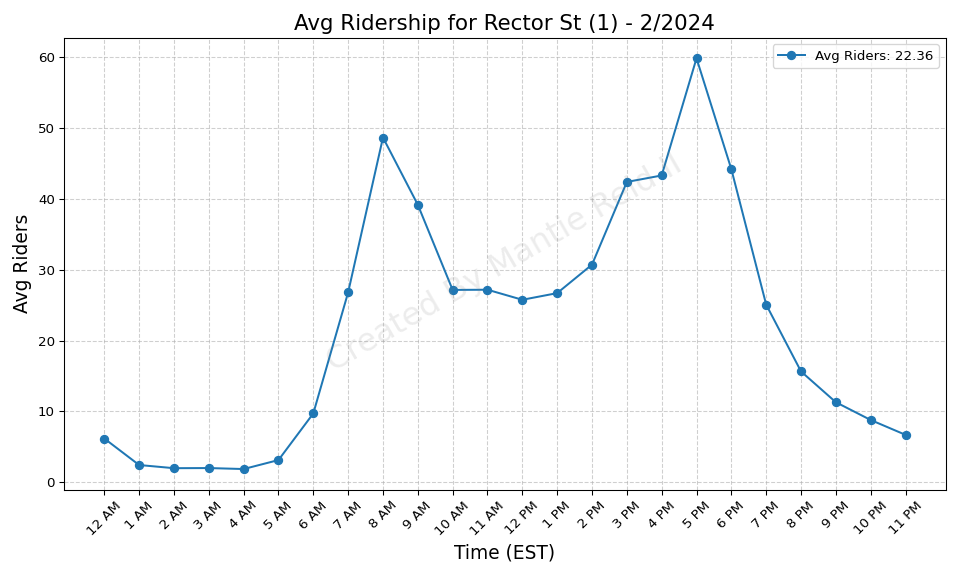 Avg Ridership for Rector St (1) - 2/2024
Avg Riders: 22.36
Avg Riders
60
50
40
30
20
10
0
12 AM
1 AM
2 AM
3 AM
4 AM
5 AM
6 AM
7 AM
8 AM
9 AM
10 AM
11 AM
12 PM
1 PM
2 PM
3 PM
4 PM
5 PM
6 PM
7 PM
8 PM
9 PM
10 PM
11 PM
Time (EST)
Created By Mantie Reid II